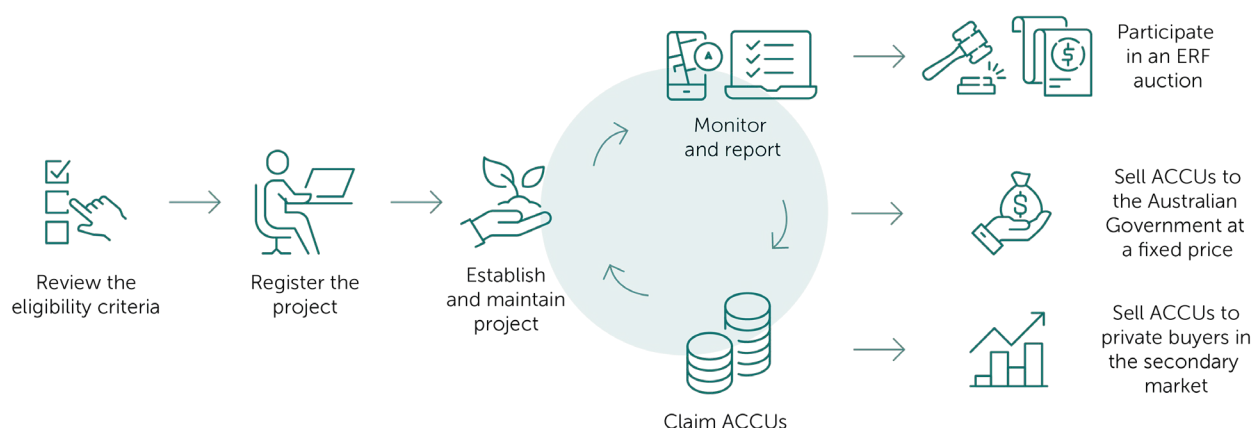 Review the
eligibility criteria
Register the
project
Establish
and maintain
project
Monitor
and report
Claim ACCUs
Participate
in an ERF
auction
Sell ACCUs to
the Australian
Government at
a fixed price
Sell ACCUs to
private buyers in
the secondary
market